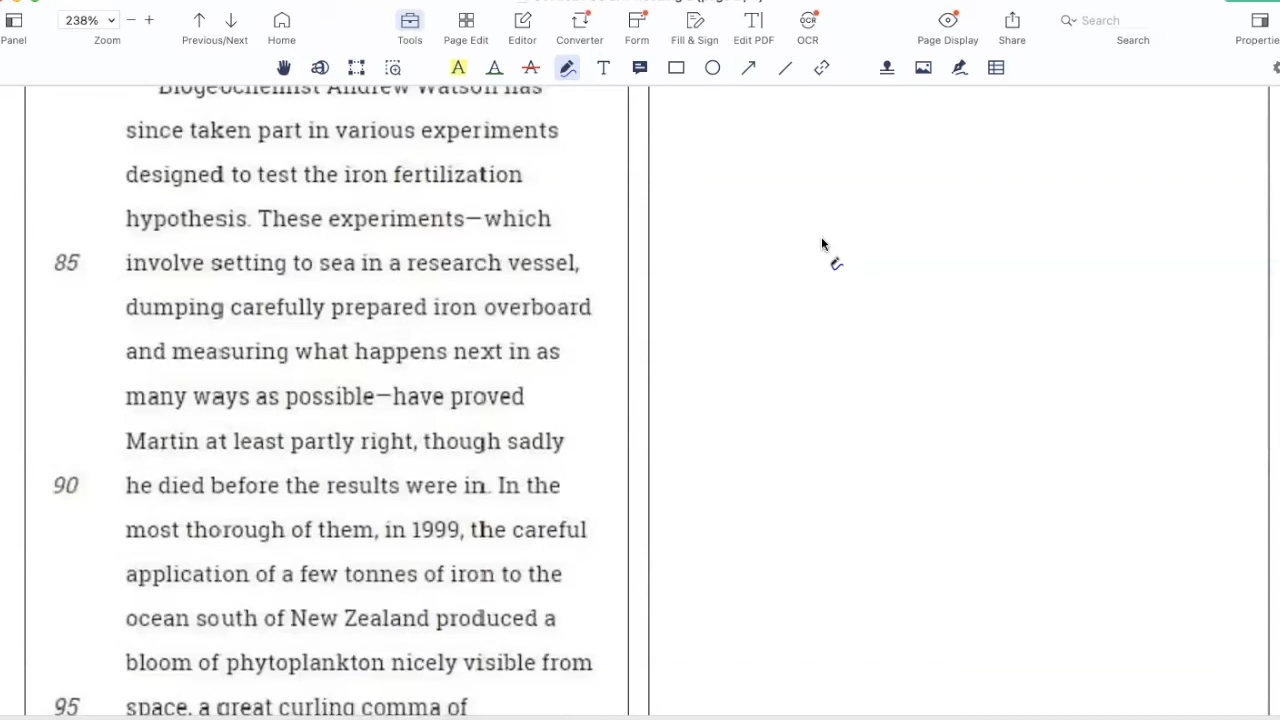 238%
Panel
Zoom
Previous/Next
Home
Tools
Page Edit
Editor
Converter
Form
Fill & Sign
Edit PDF
OCR
OCR
Page Display
Share
Search
Search
Propertie
Biogeochemist Andrew Watson has
since taken part in various experiments
designed to test the iron fertilization
hypothesis. These experiments—which
85 involve setting to sea in a research vessel,
dumping carefully prepared iron overboard
and measuring what happens next in as
many ways as possible—have proved
Martin at least partly right, though sadly
90 he died before the results were in. In the
most thorough of them, in 1999, the careful
application of a few tonnes of iron to the
ocean south of New Zealand produced a
bloom of phytoplankton nicely visible from
95 space, a great curling comma of